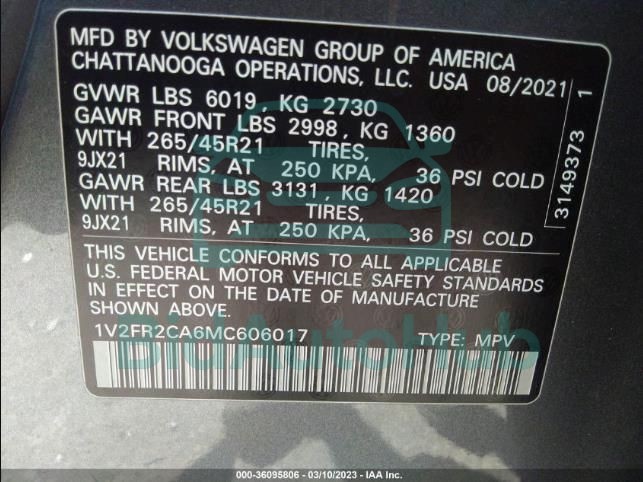 MFD BY VOLKSWAGEN GROUP OF AMERICA
CHATTANOOGA OPERATIONS, LLC. USA 08/2021
GVWR LBS 6019, KG 2730
GAWR FRONT LBS 2998, KG 1360
WITH 265/45R21 TIRES,
9JX21 RIMS, AT 250 KPA, 36 PSI COLD
GAWR REAR LBS 3131, KG 1420
WITH 265/45R21 TIRES,
9JX21 RIMS, AT 250 KPA, 36 PSI COLD
THIS VEHICLE CONFORMS TO ALL APPLICABLE
U.S. FEDERAL MOTOR VEHICLE SAFETY STANDARDS
IN EFFECT ON THE DATE OF MANUFACTURE
SHOWN ABOVE.
1V2FR2CA6MC606017 TYPE: MPV
3149373 1
BidAutoHub
000-36095806 - 03/10/2023 - IAA Inc.